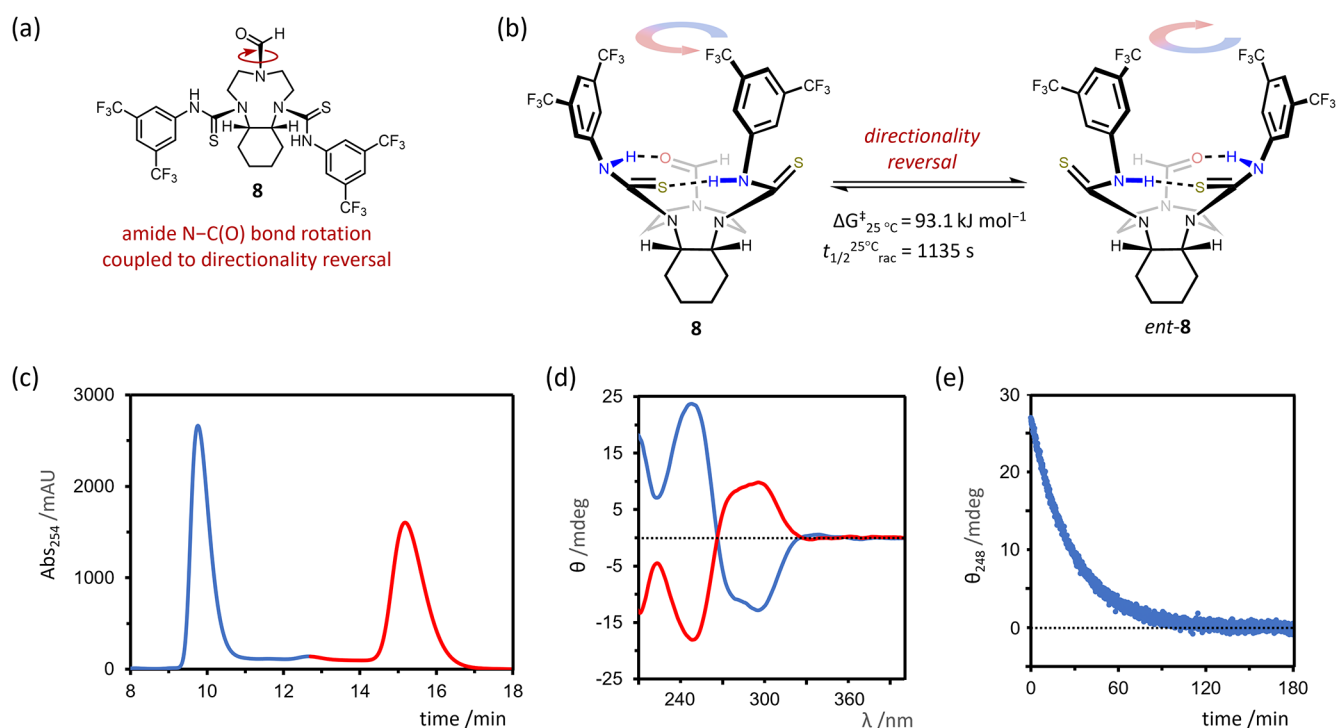 (a)
O
H
N
CF3
H
N
N
N
CF3
F3C
S
H
H
S
HN
CF3
CF3
8
amide N−C(O) bond rotation
coupled to directionality reversal
(b)
CF3
CF3
F3C
CF3
N
H
O
H
S
S
H
N
N
N
N
H
H
8
directionality
reversal
ΔG‡25 °C = 93.1 kJ mol−1
t1/2 25°C rac = 1135 s
F3C
CF3
F3C
CF3
H
O
H
N
S
N
H
S
N
N
N
H
H
ent-8
(c)
3000
2000
1000
0
Abs254 /mAU
8
10
12
14
16
18
time /min
(d)
25
15
5
-5
-15
-25
θ /mdeg
240
300
360
λ /nm
(e)
30
20
10
0
θ248 /mdeg
0
60
120
180
time /min